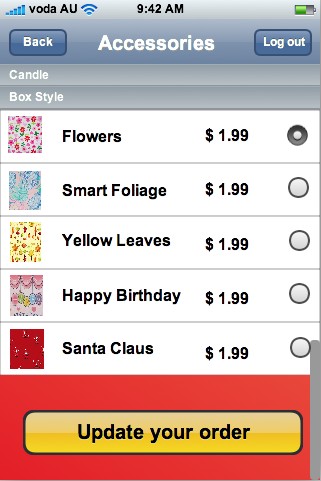 voda AU 9:42 AM
Back Accessories Log out
Candle
Box Style
Flowers $ 1.99
Smart Foliage $ 1.99
Yellow Leaves $ 1.99
Happy Birthday $ 1.99
Santa Claus $ 1.99
Update your order